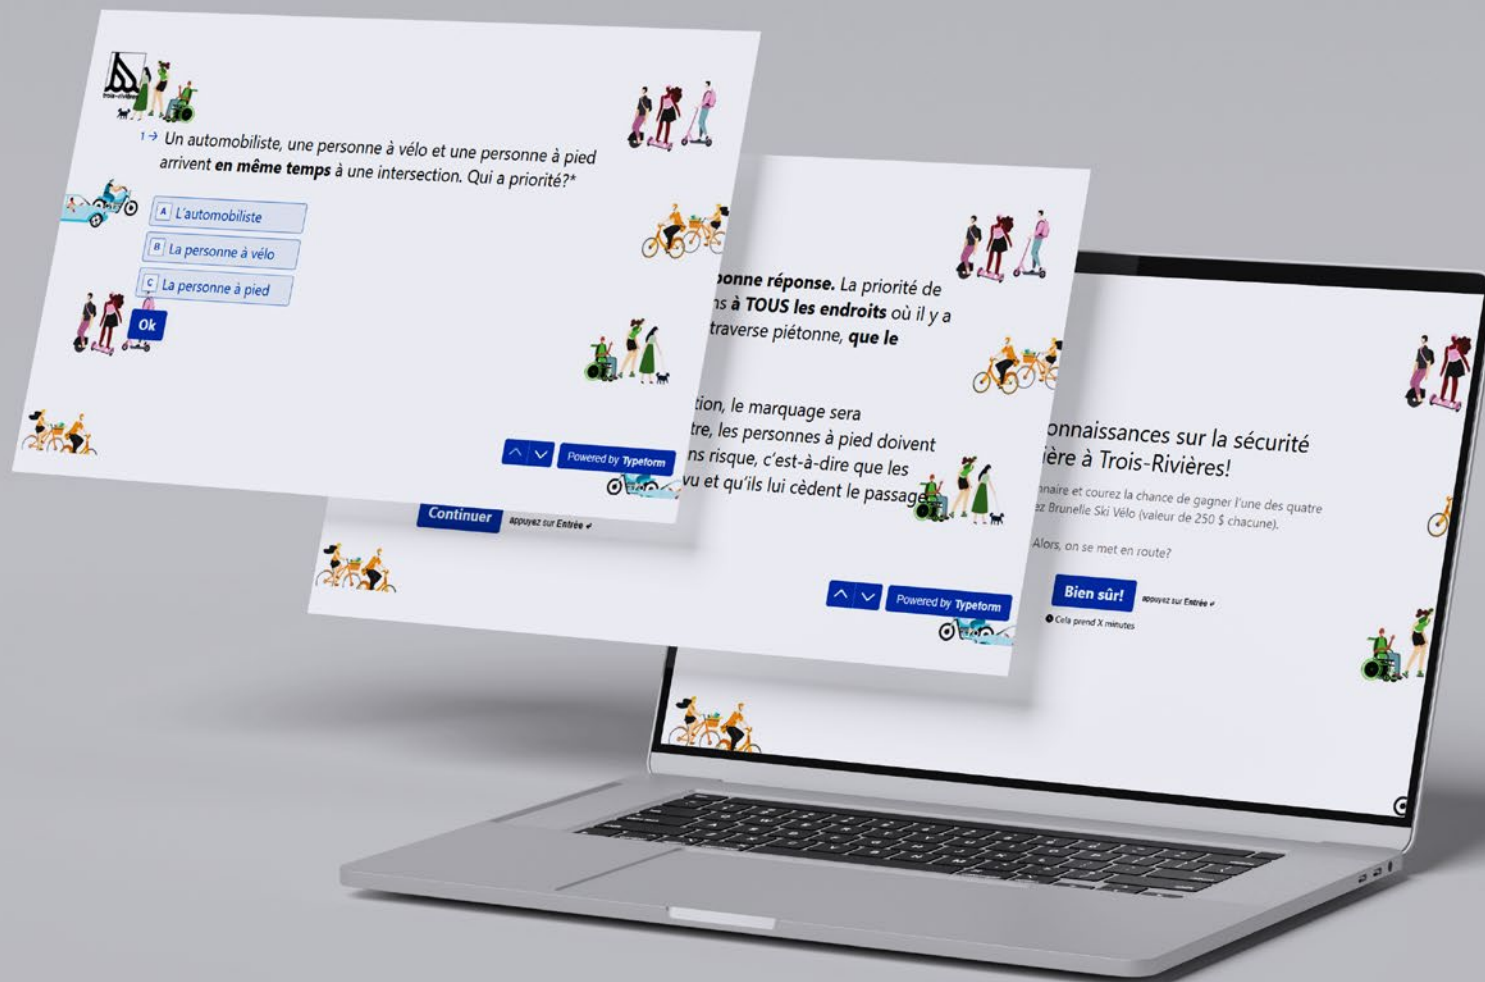 trois-rivières
1→ Un automobiliste, une personne à vélo et une personne à pied
arrivent en même temps à une intersection. Qui a priorité?*
A L'automobiliste
B La personne à vélo
C La personne à pied
Ok
Powered by Typeform
bonne réponse. La priorité de
ns à TOUS les endroits où il y a
traverse piétonne, que le
tion, le marquage sera
tre, les personnes à pied doivent
ns risque, c'est-à-dire que les
vu et qu'ils lui cèdent le passage
Continuer appuyez sur Entrée ↵
Powered by Typeform
onnaissances sur la sécurité
ière à Trois-Rivières!
nnaire et courez la chance de gagner l'une des quatre
ez Brunelle Ski Vélo (valeur de 250 $ chacune).
Alors, on se met en route?
Bien sûr! appuyez sur Entrée ↵
Cela prend X minutes